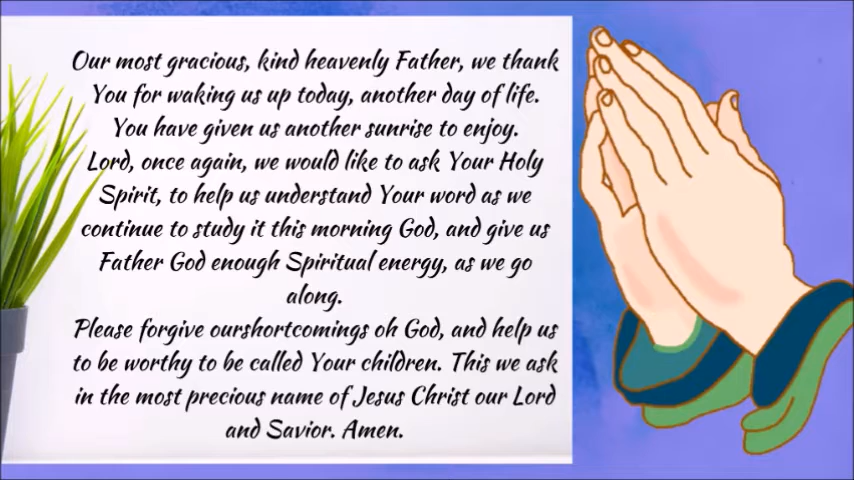 Our most gracious, kind heavenly Father, we thank
You for waking us up today, another day of life.
You have given us another sunrise to enjoy.
Lord, once again, we would like to ask Your Holy
Spirit, to help us understand Your word as we
continue to study it this morning God, and give us
Father God enough Spiritual energy, as we go
along.
Please forgive ourshortcomings oh God, and help us
to be worthy to be called Your children. This we ask
in the most precious name of Jesus Christ our Lord
and Savior. Amen.